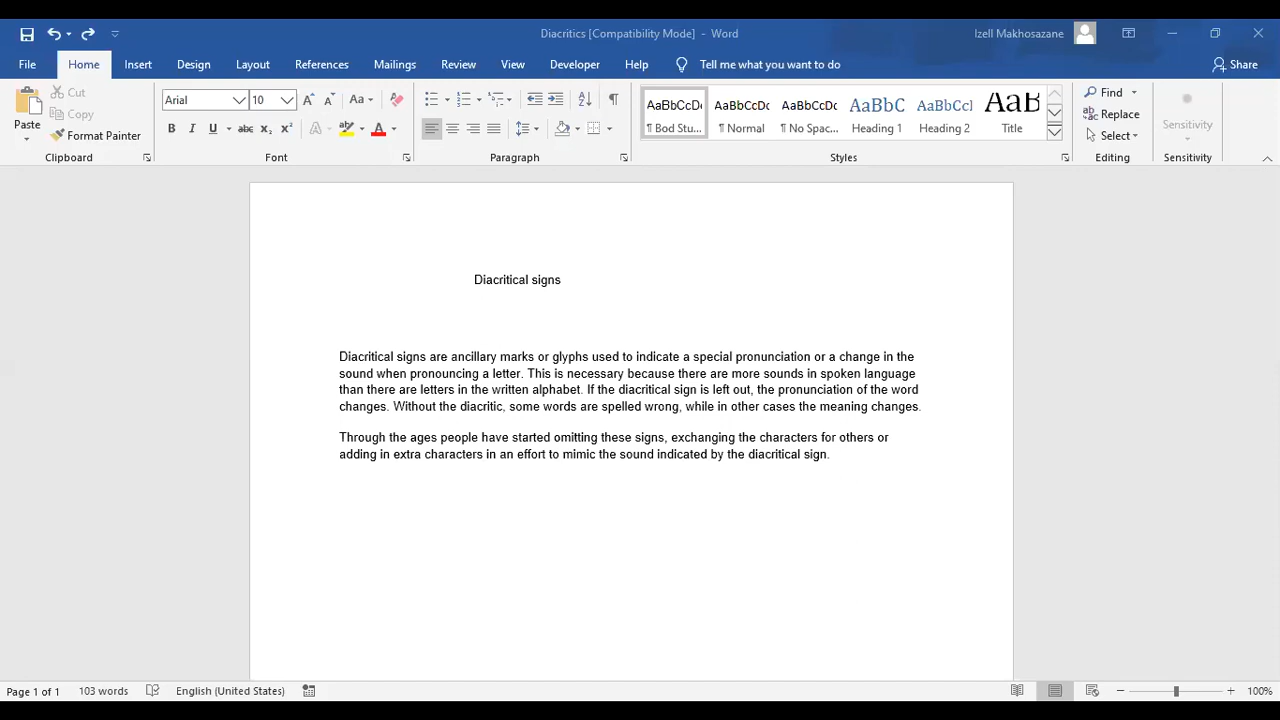 Diacritics [Compatibility Mode] - Word
Izell Makhosazane
File Home Insert Design Layout References Mailings Review View Developer Help Tell me what you want to do Share
Paste
Cut
Copy
Format Painter
Clipboard
Arial 10
Font
Paragraph
AaBbCcDc AaBbCcDc AaBbCcDc AaBbC AaBbCcl AaB
¶ Bod Stu... ¶ Normal ¶ No Spac... Heading 1 Heading 2 Title
Styles
Find
Replace
Select
Editing
Sensitivity
Sensitivity
Diacritical signs
Diacritical signs are ancillary marks or glyphs used to indicate a special pronunciation or a change in the
sound when pronouncing a letter. This is necessary because there are more sounds in spoken language
than there are letters in the written alphabet. If the diacritical sign is left out, the pronunciation of the word
changes. Without the diacritic, some words are spelled wrong, while in other cases the meaning changes.
Through the ages people have started omitting these signs, exchanging the characters for others or
adding in extra characters in an effort to mimic the sound indicated by the diacritical sign.
Page 1 of 1 103 words English (United States) 100%